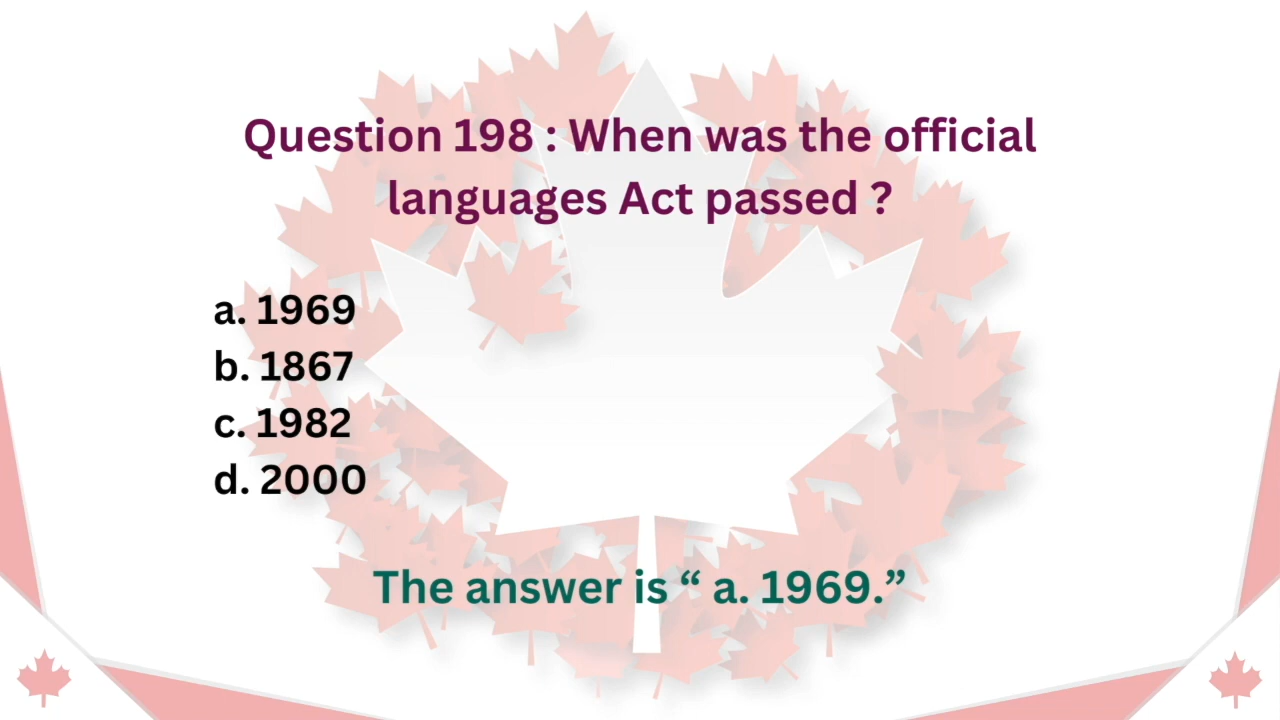 Question 198 : When was the official
languages Act passed ?
a. 1969
b. 1867
c. 1982
d. 2000
The answer is “ a. 1969.”